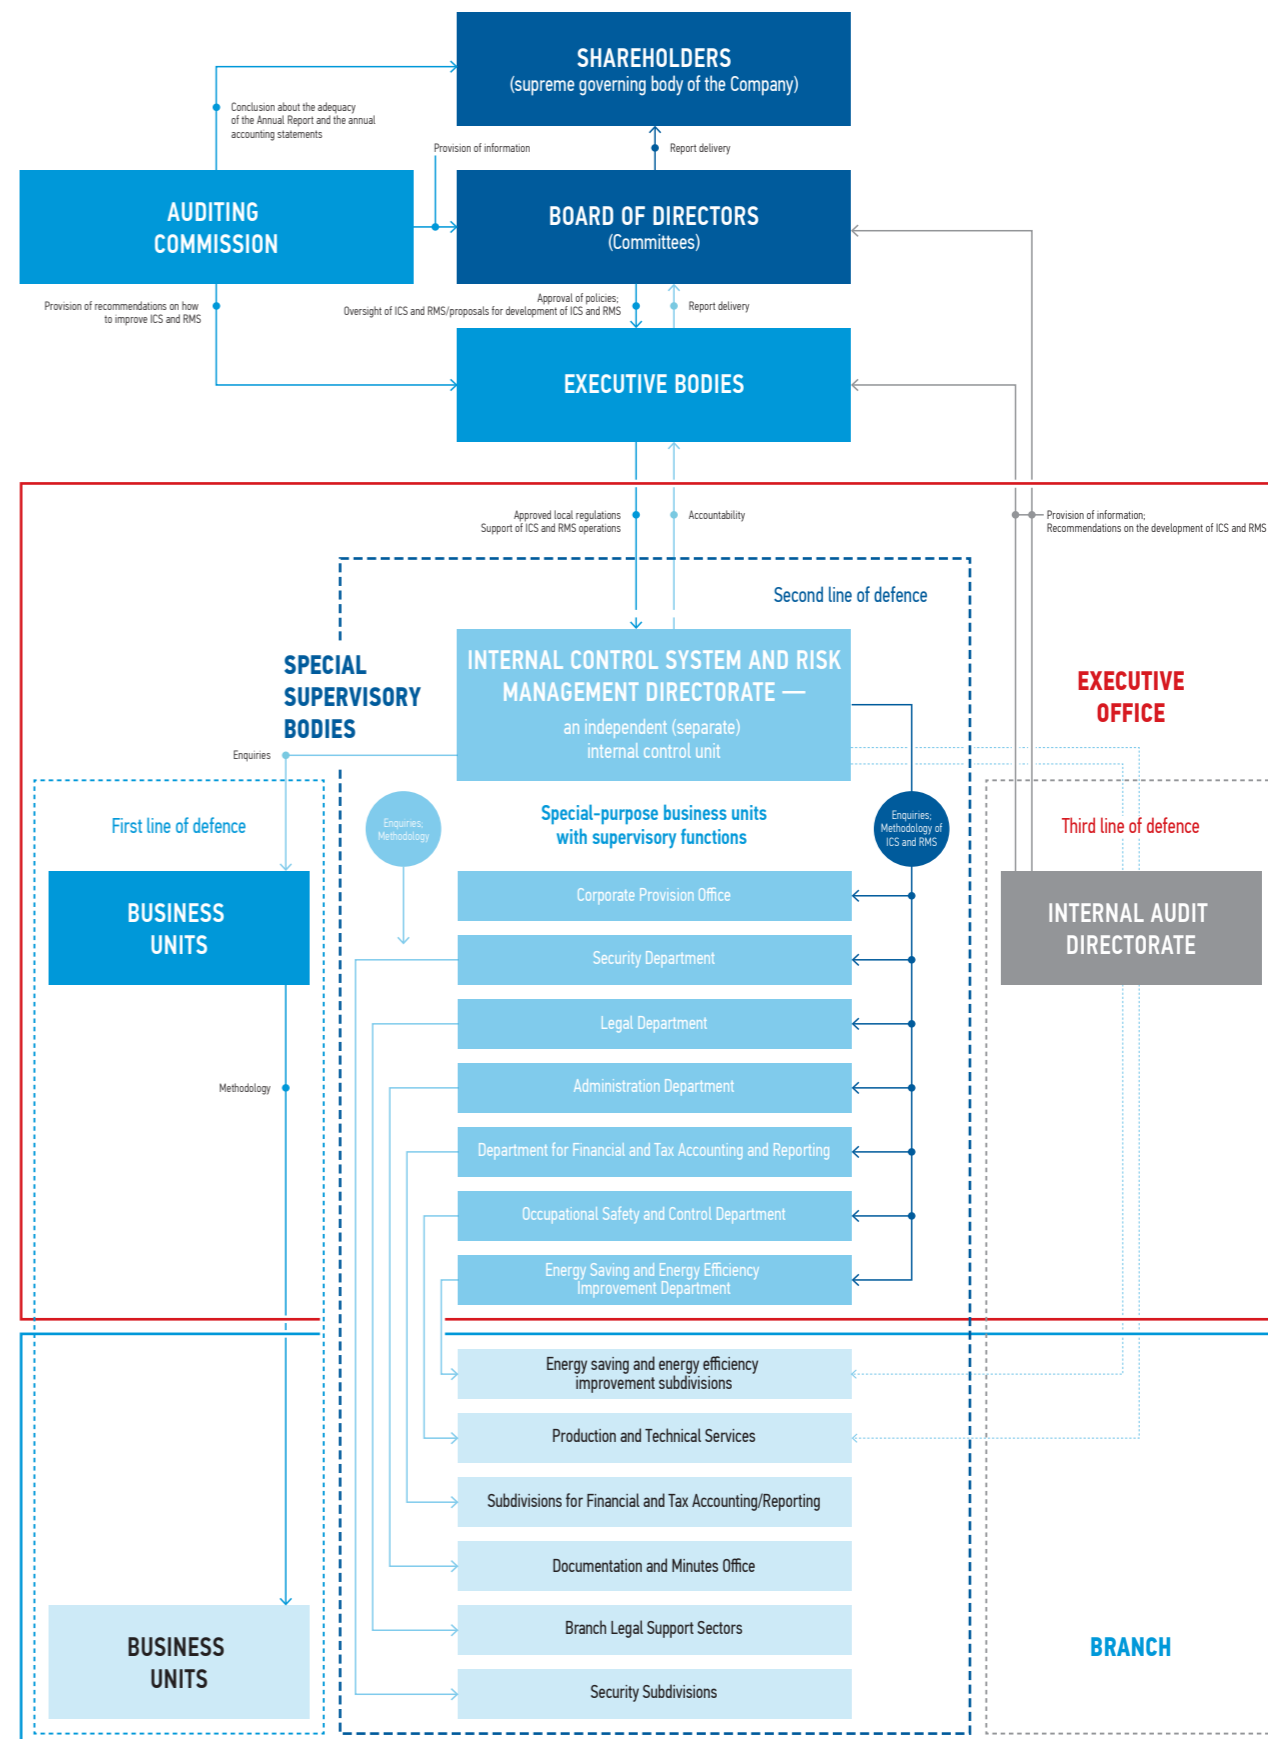 SHAREHOLDERS
(supreme governing body of the Company)
Conclusion about the adequacy
of the Annual Report and the annual
accounting statements
Provision of information
Report delivery
AUDITING
COMMISSION
BOARD OF DIRECTORS
(Committees)
Provision of recommendations on how
to improve ICS and RMS
Approval of policies;
Oversight of ICS and RMS/proposals for development of ICS and RMS
Report delivery
EXECUTIVE BODIES
Approved local regulations
Support of ICS and RMS operations
Accountability
Provision of information;
Recommendations on the development of ICS and RMS
Second line of defence
SPECIAL
SUPERVISORY
BODIES
INTERNAL CONTROL SYSTEM AND RISK
MANAGEMENT DIRECTORATE —
an independent (separate)
internal control unit
EXECUTIVE
OFFICE
Enquiries
First line of defence
Enquiries;
Methodology
Special-purpose business units
with supervisory functions
Enquiries;
Methodology of
ICS and RMS
Third line of defence
BUSINESS
UNITS
Corporate Provision Office
INTERNAL AUDIT
DIRECTORATE
Security Department
Legal Department
Methodology
Administration Department
Department for Financial and Tax Accounting and Reporting
Occupational Safety and Control Department
Energy Saving and Energy Efficiency
Improvement Department
Energy saving and energy efficiency
improvement subdivisions
Production and Technical Services
Subdivisions for Financial and Tax Accounting/Reporting
Documentation and Minutes Office
Branch Legal Support Sectors
BUSINESS
UNITS
BRANCH
Security Subdivisions